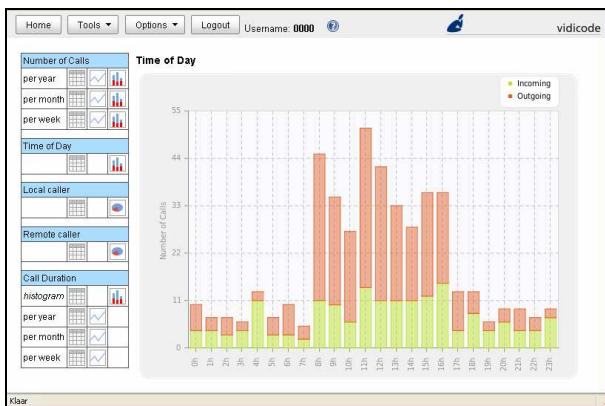 Home Tools Options Logout Username: 0000 vidicode
Number of Calls
per year
per month
per week
Time of Day
Local caller
Remote caller
Call Duration
histogram
per year
per month
per week
Time of Day
Incoming
Outgoing
Number of Calls
55
44
33
22
11
0
0h 1h 2h 3h 4h 5h 6h 7h 8h 9h 10h 11h 12h 13h 14h 15h 16h 17h 18h 19h 20h 21h 22h 23h
Klaar